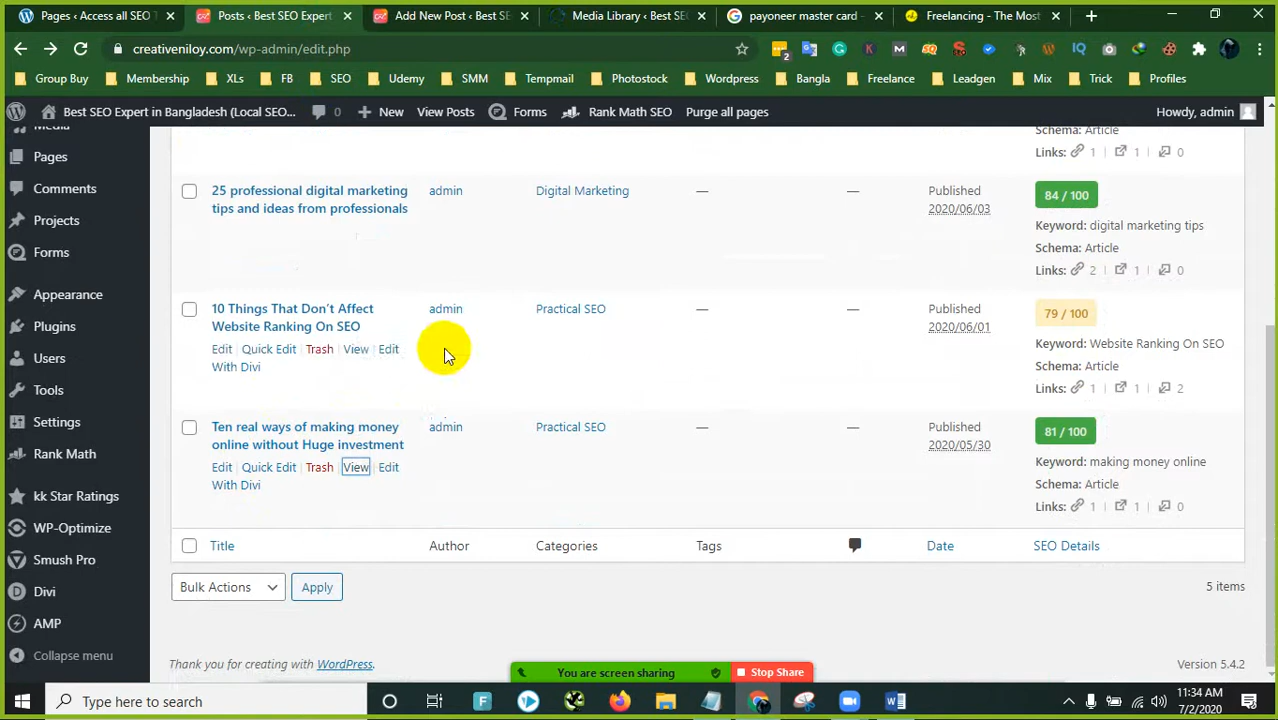 Pages ‹ Access all SEO T
Posts ‹ Best SEO Expert
Add New Post ‹ Best SE
Media Library ‹ Best SE
payoneer master card -
Freelancing - The Most
creativeniloy.com/wp-admin/edit.php
Group Buy
Membership
XLs
FB
SEO
Udemy
SMM
Tempmail
Photostock
Wordpress
Bangla
Freelance
Leadgen
Mix
Trick
Profiles
Best SEO Expert in Bangladesh (Local SEO...
0
New
View Posts
Forms
Rank Math SEO
Purge all pages
Howdy, admin
Media
Pages
Comments
Projects
Forms
Appearance
Plugins
Users
Tools
Settings
Rank Math
kk Star Ratings
WP-Optimize
Smush Pro
Divi
AMP
Collapse menu
Schema: Article
Links: 1 | 1 | 0
25 professional digital marketing
tips and ideas from professionals
admin
Digital Marketing
—
—
Published
2020/06/03
84 / 100
Keyword: digital marketing tips
Schema: Article
Links: 2 | 1 | 0
10 Things That Don’t Affect
Website Ranking On SEO
Edit | Quick Edit | Trash | View | Edit
With Divi
admin
Practical SEO
—
—
Published
2020/06/01
79 / 100
Keyword: Website Ranking On SEO
Schema: Article
Links: 1 | 1 | 2
Ten real ways of making money
online without Huge investment
Edit | Quick Edit | Trash | View | Edit
With Divi
admin
Practical SEO
—
—
Published
2020/05/30
81 / 100
Keyword: making money online
Schema: Article
Links: 1 | 1 | 0
Title
Author
Categories
Tags
Date
SEO Details
Bulk Actions
Apply
5 items
Thank you for creating with WordPress.
Version 5.4.2
You are screen sharing
Stop Share
Type here to search
11:34 AM
7/2/2020